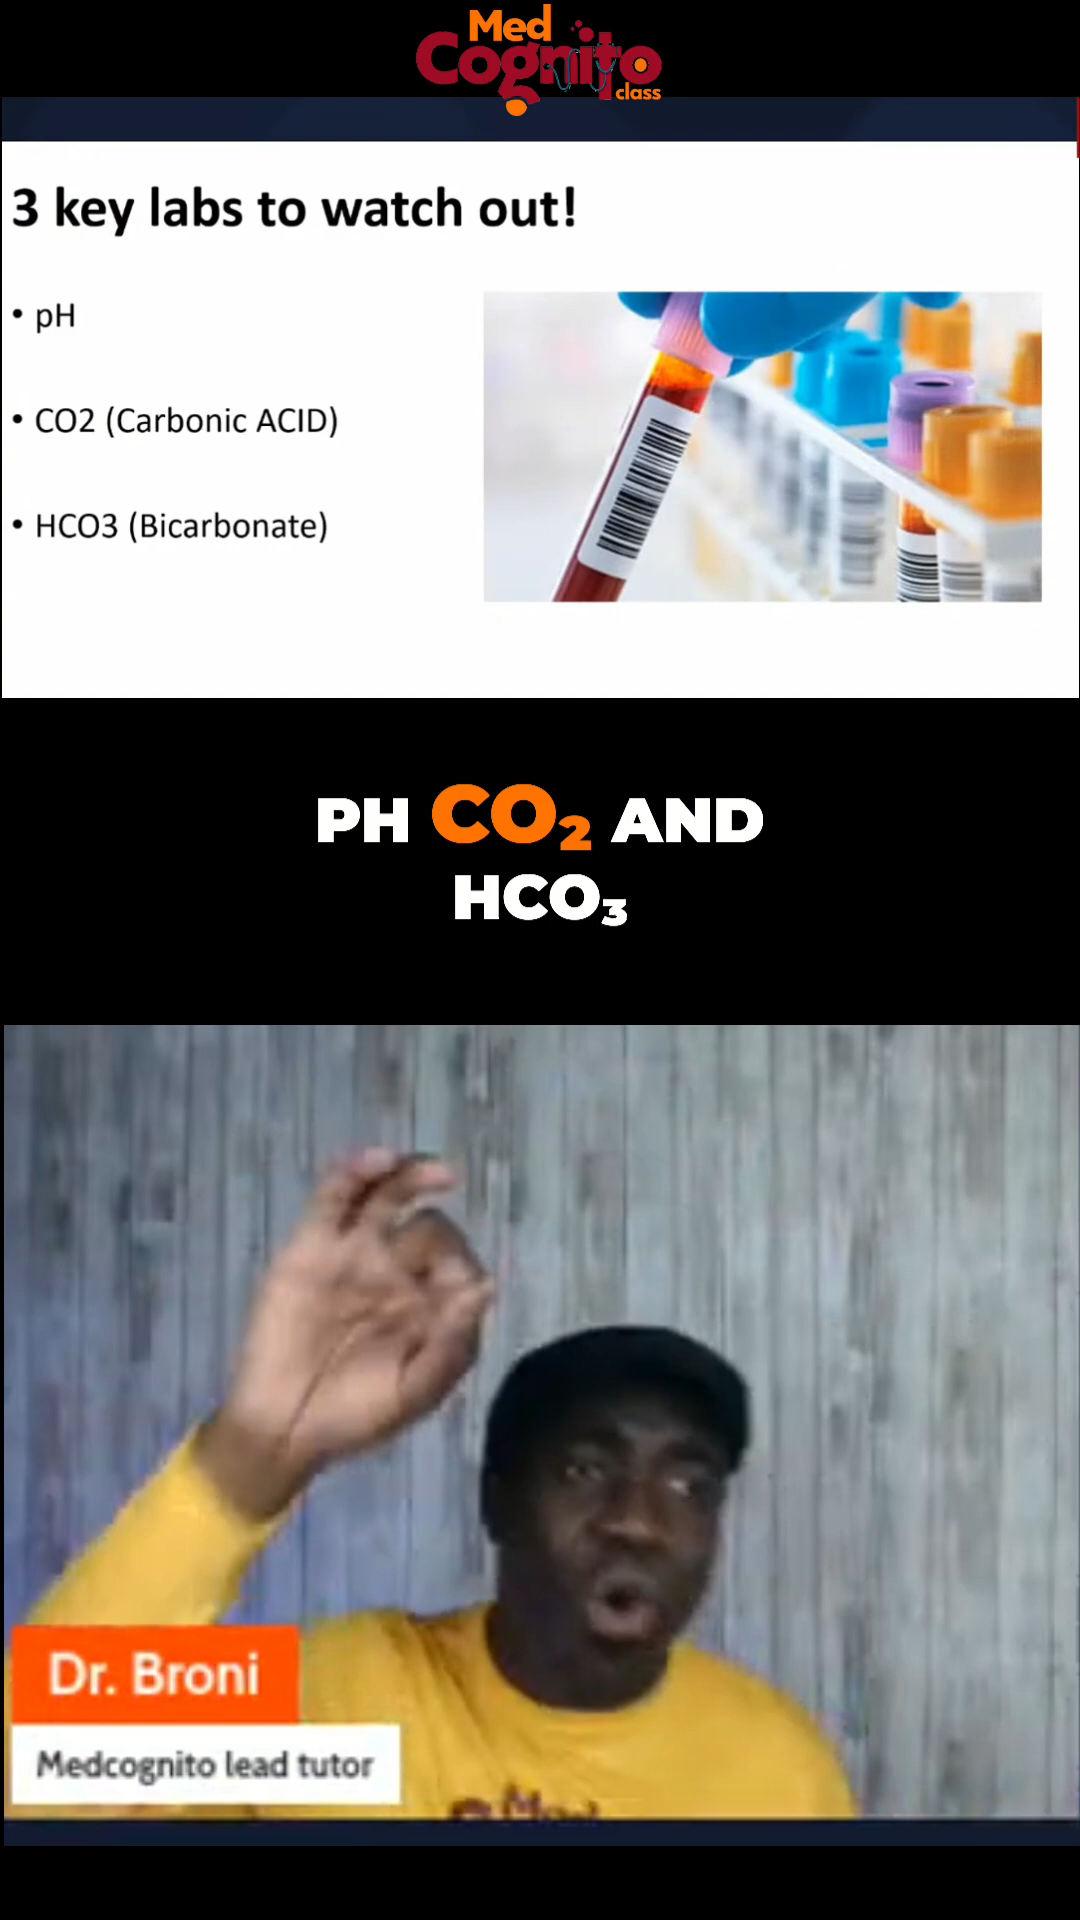 Med
Cognito
class
3 key labs to watch out!
• pH
• CO2 (Carbonic ACID)
• HCO3 (Bicarbonate)
PH CO₂ AND
HCO₃
Dr. Broni
Medcognito lead tutor